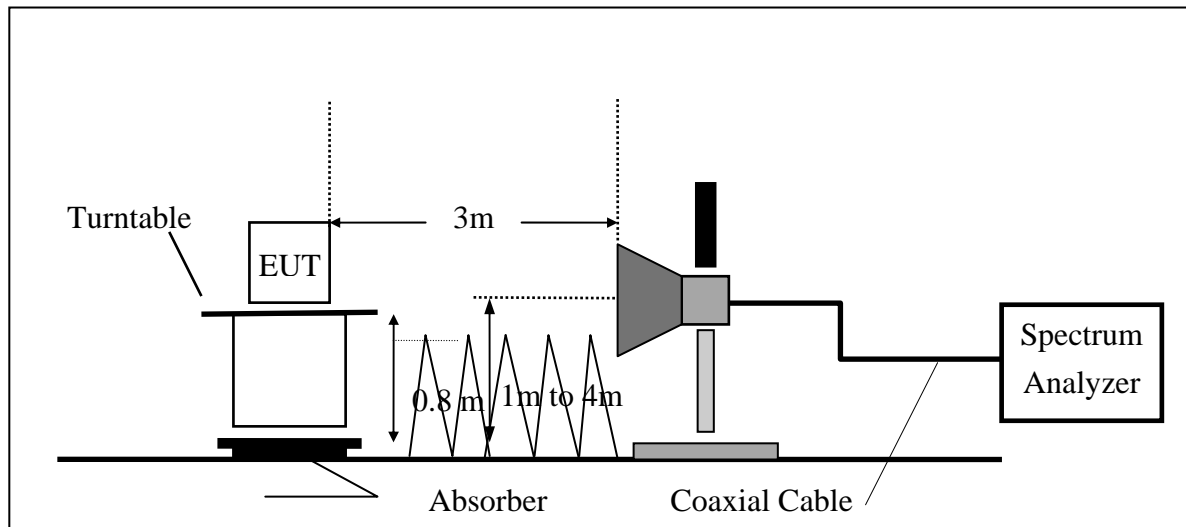 Turntable
3m
EUT
0.8 m
1m to 4m
Spectrum
Analyzer
Absorber
Coaxial Cable